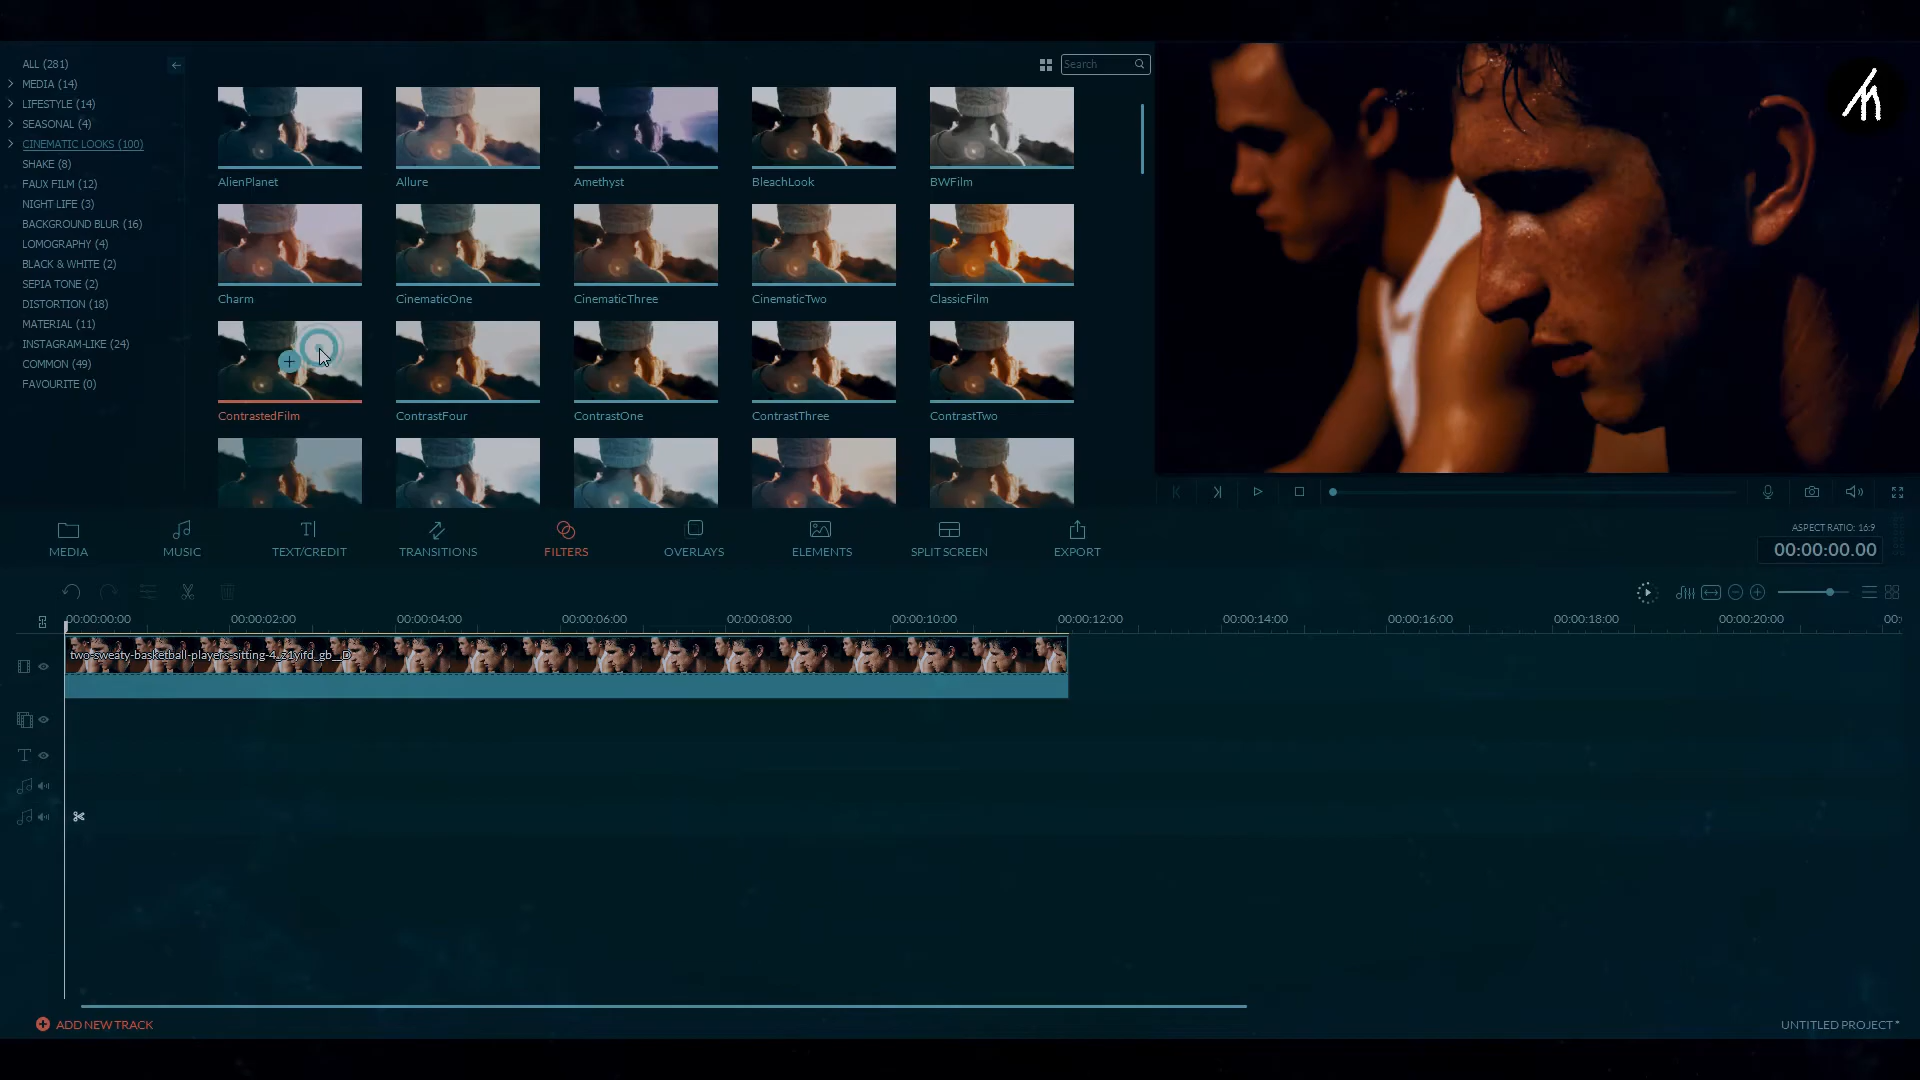 ALL (281)
MEDIA (14)
LIFESTYLE (14)
SEASONAL (4)
CINEMATIC LOOKS (100)
SHAKE (8)
FAUX FILM (12)
NIGHT LIFE (3)
BACKGROUND BLUR (16)
LOMOGRAPHY (4)
BLACK & WHITE (2)
SEPIA TONE (2)
DISTORTION (18)
MATERIAL (11)
INSTAGRAM-LIKE (24)
COMMON (49)
FAVOURITE (0)
Search
AlienPlanet Allure Amethyst BleachLook BWFilm
Charm CinematicOne CinematicThree CinematicTwo ClassicFilm
ContrastedFilm ContrastFour ContrastOne ContrastThree ContrastTwo
MEDIA MUSIC TEXT/CREDIT TRANSITIONS FILTERS OVERLAYS ELEMENTS SPLIT SCREEN EXPORT
ASPECT RATIO: 16:9
00:00:00.00
00:00:00:00 00:00:02:00 00:00:04:00 00:00:06:00 00:00:08:00 00:00:10:00 00:00:12:00 00:00:14:00 00:00:16:00 00:00:18:00 00:00:20:00 00:
two-sweaty-basketball-players-sitting-4_z1yifd_gb__D
ADD NEW TRACK
UNTITLED PROJECT *